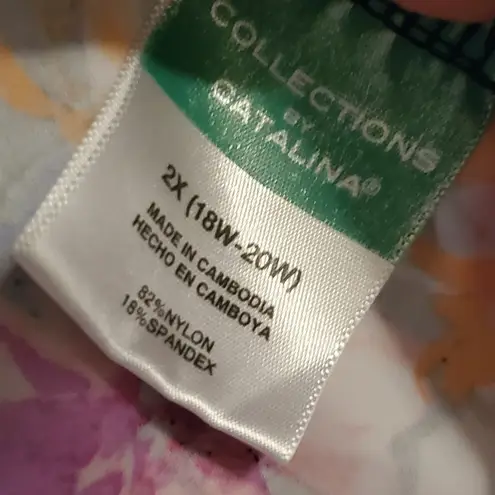 COLLECTIONS
BY
CATALINA®
2X (18W-20W)
MADE IN CAMBODIA
HECHO EN CAMBOYA
82%NYLON
18%SPANDEX